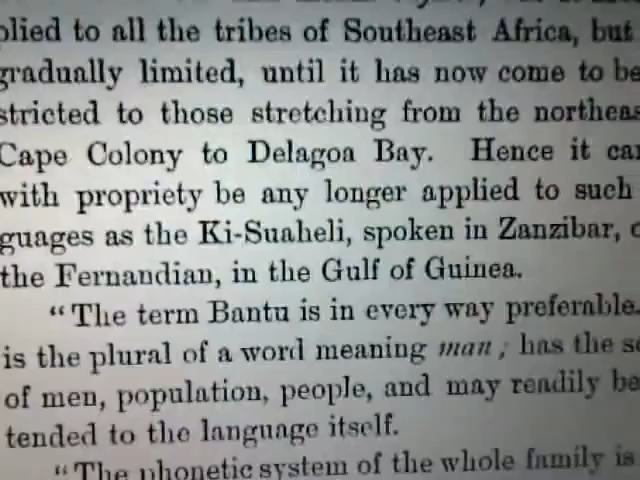 plied to all the tribes of Southeast Africa, but
gradually limited, until it has now come to be
stricted to those stretching from the northeas
Cape Colony to Delagoa Bay. Hence it can
with propriety be any longer applied to such
guages as the Ki-Suaheli, spoken in Zanzibar, o
the Fernandian, in the Gulf of Guinea.
“The term Bantu is in every way preferable.
is the plural of a word meaning man; has the se
of men, population, people, and may readily be
tended to the language itself.
“The phonetic system of the whole family is